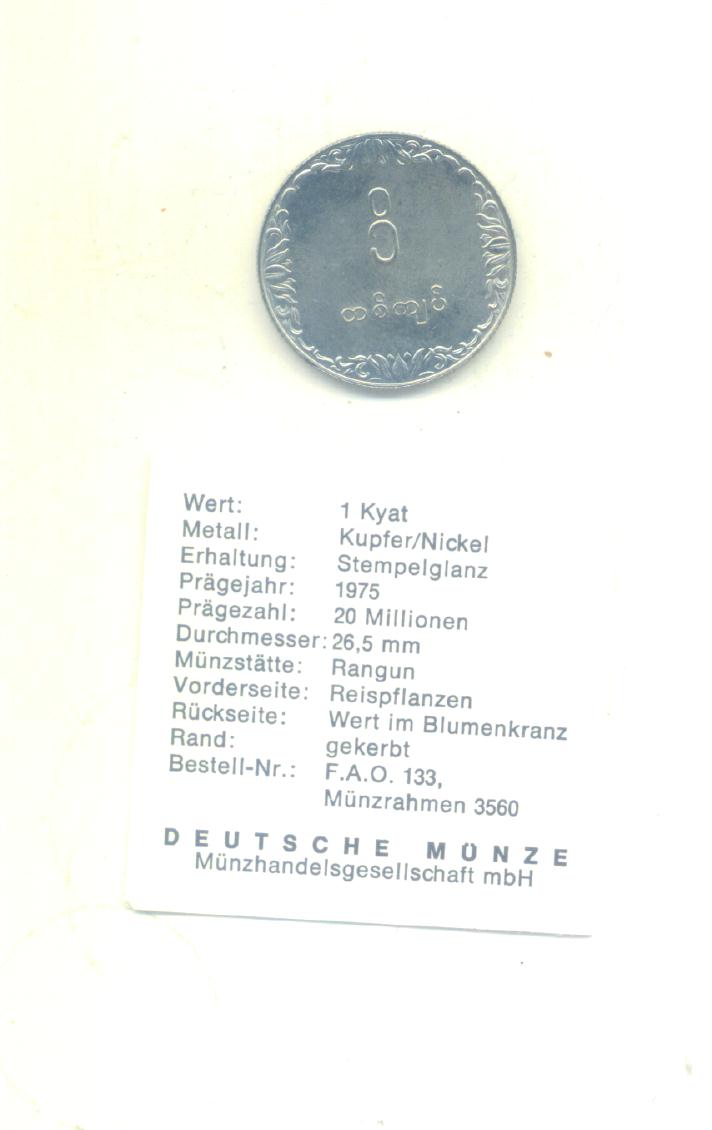 ၁
တစ်ကျပ်
Wert: 1 Kyat
Metall: Kupfer/Nickel
Erhaltung: Stempelglanz
Prägejahr: 1975
Prägezahl: 20 Millionen
Durchmesser: 26,5 mm
Münzstätte: Rangun
Vorderseite: Reispflanzen
Rückseite: Wert im Blumenkranz
Rand: gekerbt
Bestell-Nr.: F.A.O. 133,
Münzrahmen 3560
DEUTSCHE MÜNZE
Münzhandelsgesellschaft mbH